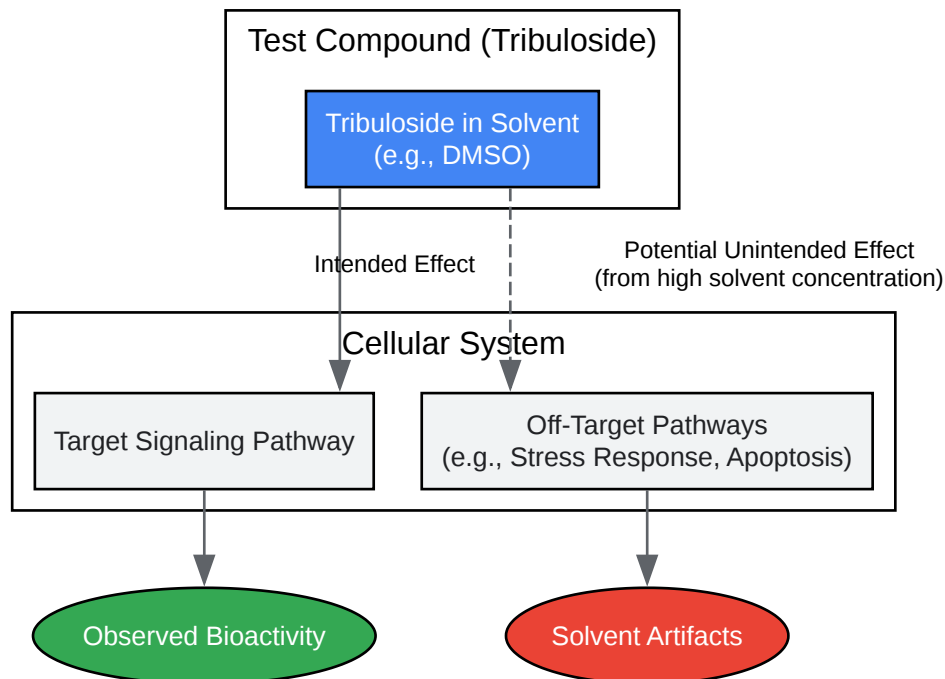 Test Compound (Tribuloside)
Tribuloside in Solvent
(e.g., DMSO)
Intended Effect
Potential Unintended Effect
(from high solvent concentration)
Cellular System
Target Signaling Pathway
Off-Target Pathways
(e.g., Stress Response, Apoptosis)
Observed Bioactivity
Solvent Artifacts